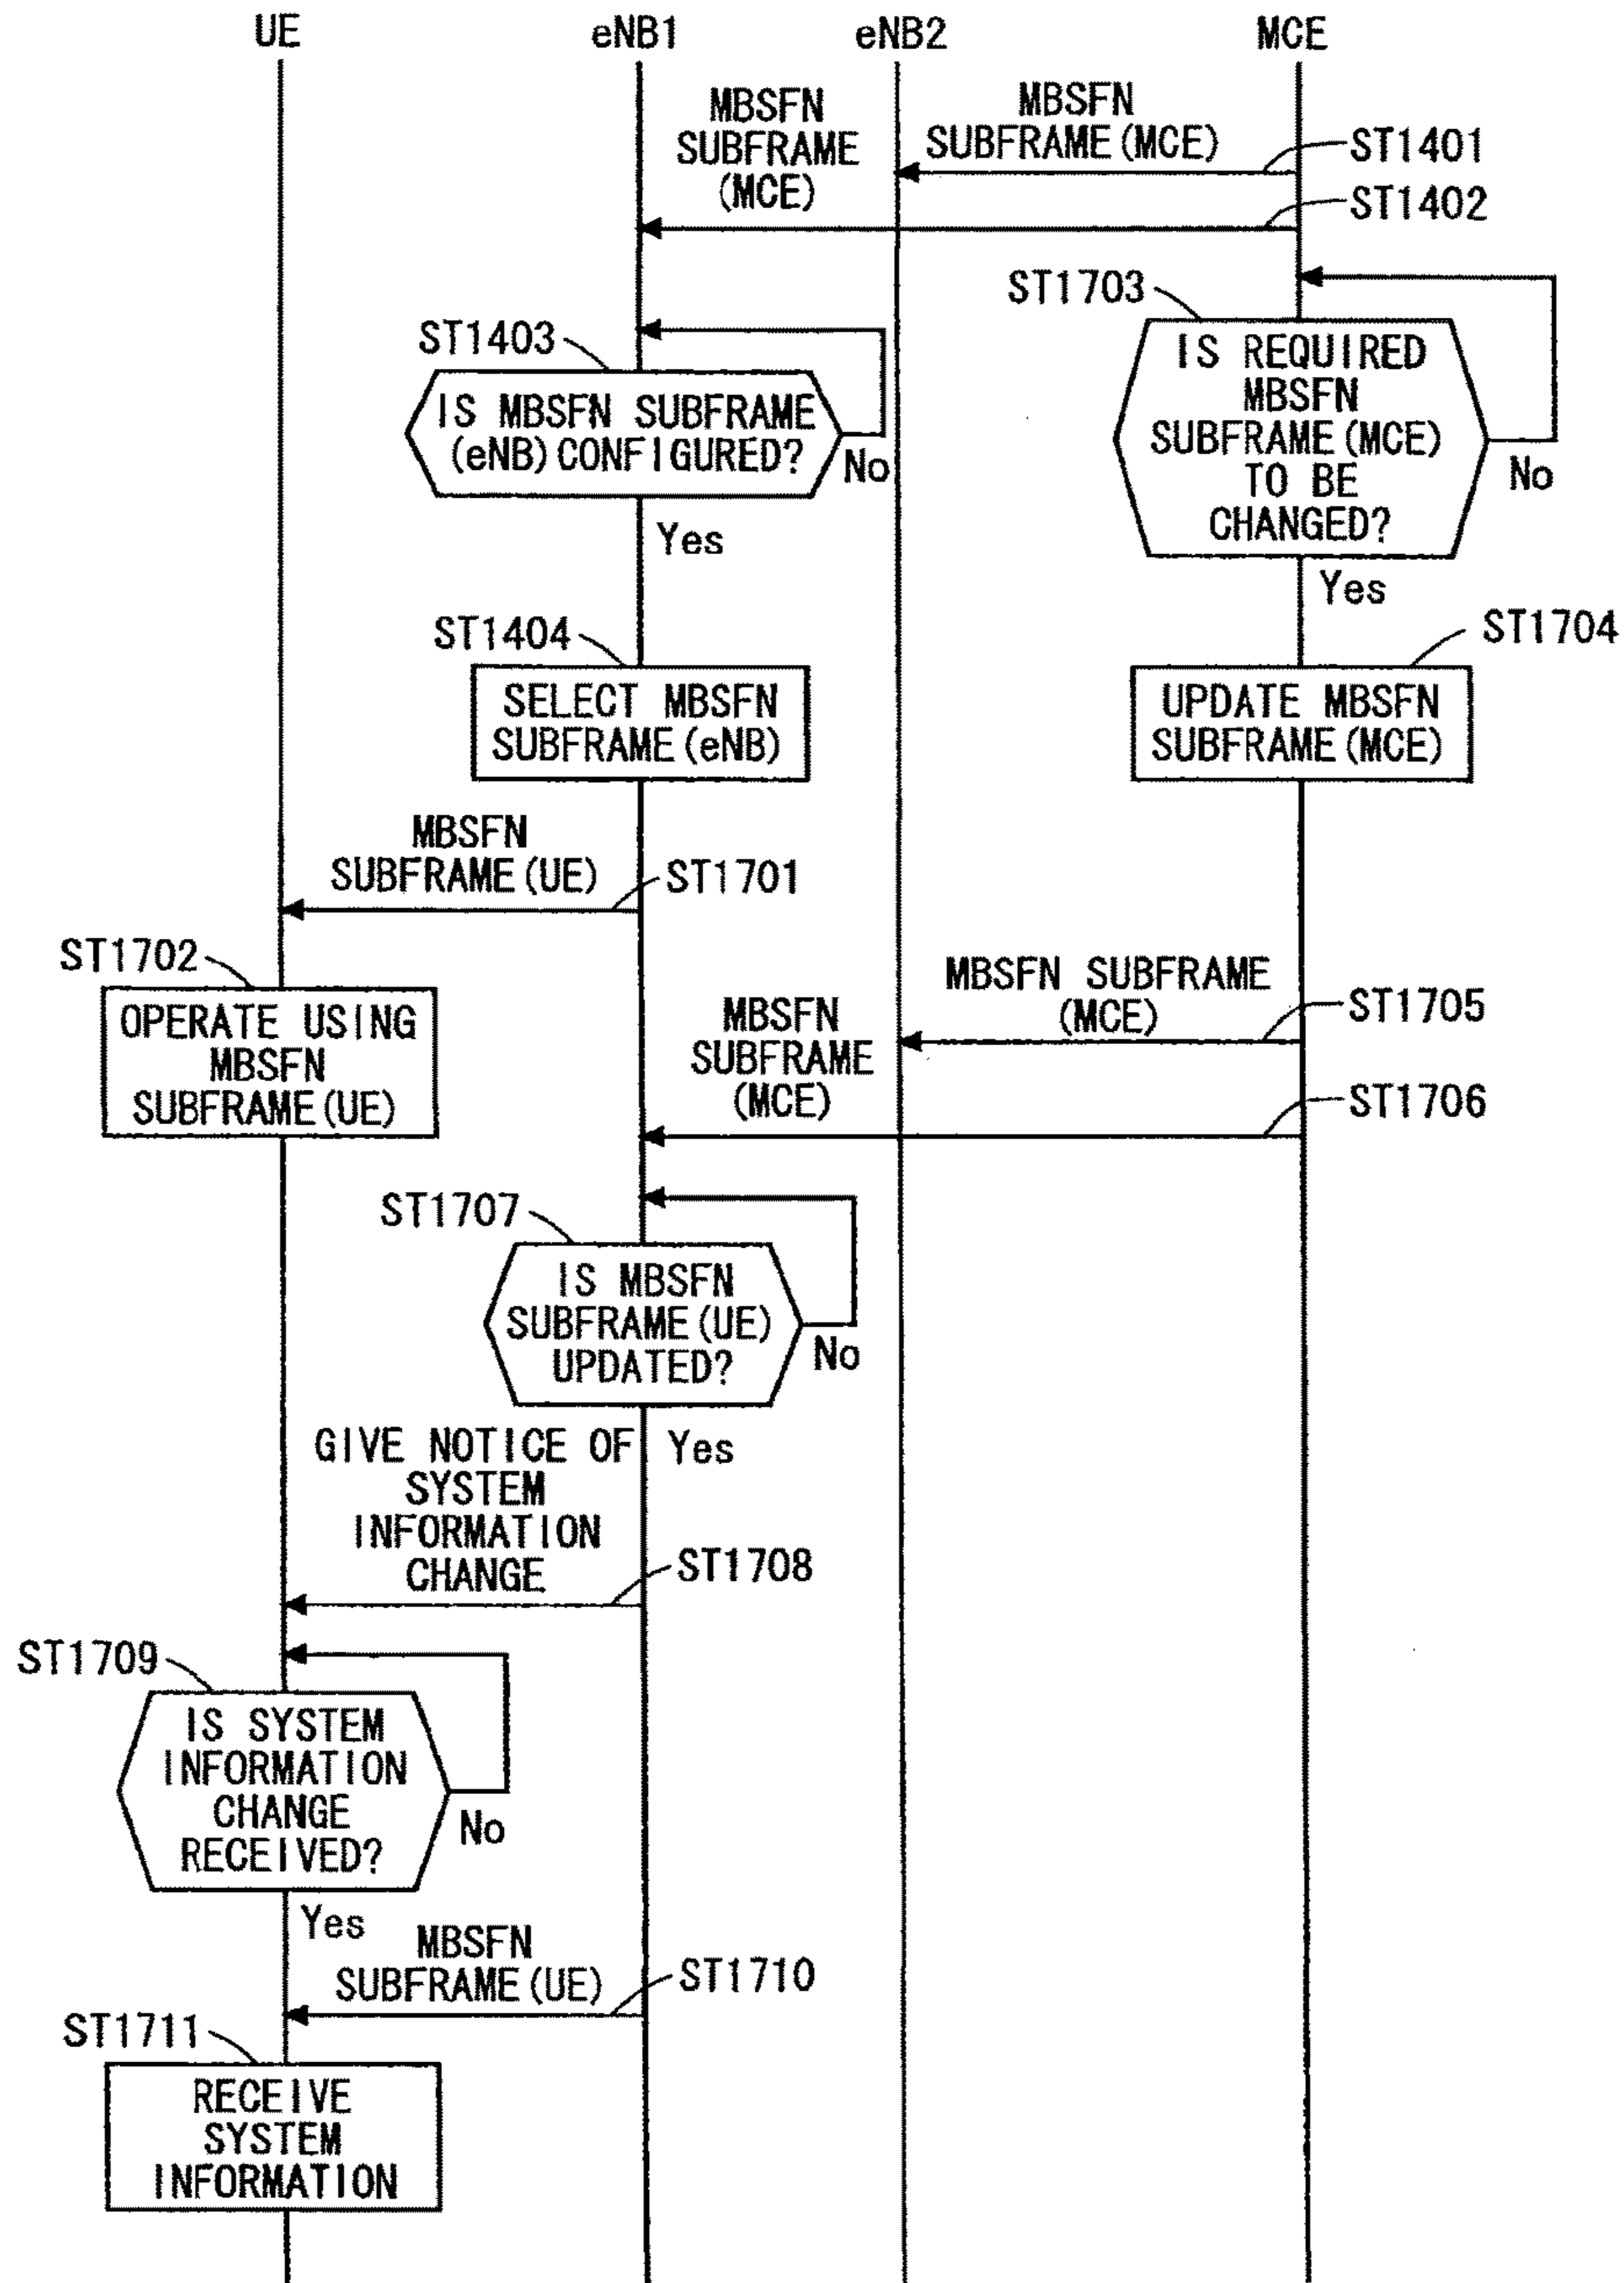 UE
eNB1
eNB2
MCE
MBSFN
SUBFRAME
(MCE)
MBSFN
SUBFRAME (MCE)
ST1401
ST1402
ST1703
IS REQUIRED
MBSFN
SUBFRAME (MCE)
TO BE
CHANGED?
No
Yes
ST1403
IS MBSFN SUBFRAME
(eNB) CONFIGURED?
No
Yes
ST1404
SELECT MBSFN
SUBFRAME (eNB)
ST1704
UPDATE MBSFN
SUBFRAME (MCE)
MBSFN
SUBFRAME (UE)
ST1701
ST1702
OPERATE USING
MBSFN
SUBFRAME (UE)
MBSFN SUBFRAME
(MCE)
ST1705
MBSFN
SUBFRAME
(MCE)
ST1706
ST1707
IS MBSFN
SUBFRAME (UE)
UPDATED?
No
Yes
GIVE NOTICE OF
SYSTEM
INFORMATION
CHANGE
ST1708
ST1709
IS SYSTEM
INFORMATION
CHANGE
RECEIVED?
No
Yes
MBSFN
SUBFRAME (UE)
ST1710
ST1711
RECEIVE
SYSTEM
INFORMATION